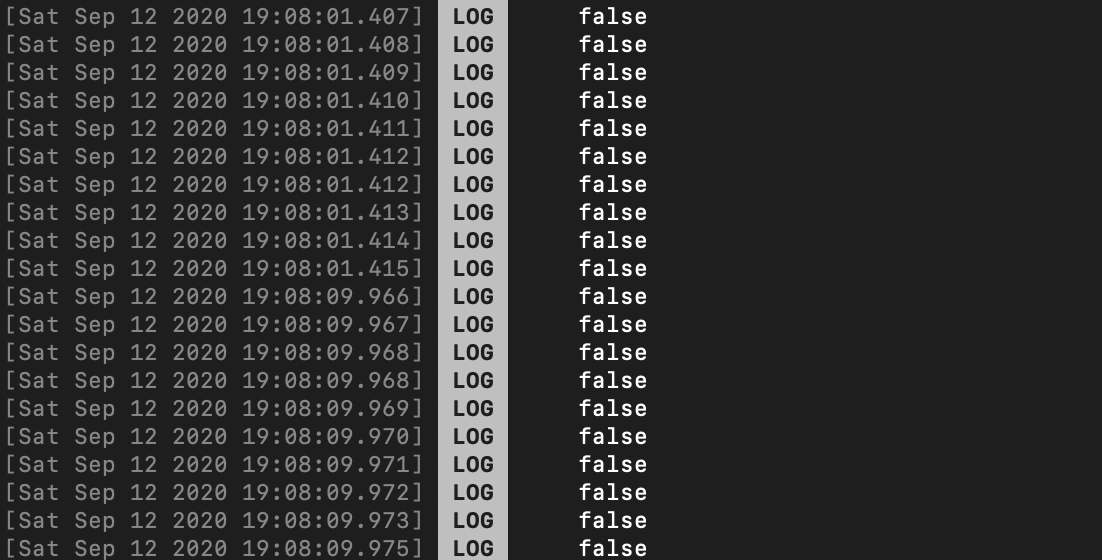 [Sat Sep 12 2020 19:08:01.407] LOG false
[Sat Sep 12 2020 19:08:01.408] LOG false
[Sat Sep 12 2020 19:08:01.409] LOG false
[Sat Sep 12 2020 19:08:01.410] LOG false
[Sat Sep 12 2020 19:08:01.411] LOG false
[Sat Sep 12 2020 19:08:01.412] LOG false
[Sat Sep 12 2020 19:08:01.412] LOG false
[Sat Sep 12 2020 19:08:01.413] LOG false
[Sat Sep 12 2020 19:08:01.414] LOG false
[Sat Sep 12 2020 19:08:01.415] LOG false
[Sat Sep 12 2020 19:08:09.966] LOG false
[Sat Sep 12 2020 19:08:09.967] LOG false
[Sat Sep 12 2020 19:08:09.968] LOG false
[Sat Sep 12 2020 19:08:09.968] LOG false
[Sat Sep 12 2020 19:08:09.969] LOG false
[Sat Sep 12 2020 19:08:09.970] LOG false
[Sat Sep 12 2020 19:08:09.971] LOG false
[Sat Sep 12 2020 19:08:09.972] LOG false
[Sat Sep 12 2020 19:08:09.973] LOG false
[Sat Sep 12 2020 19:08:09.975] LOG false